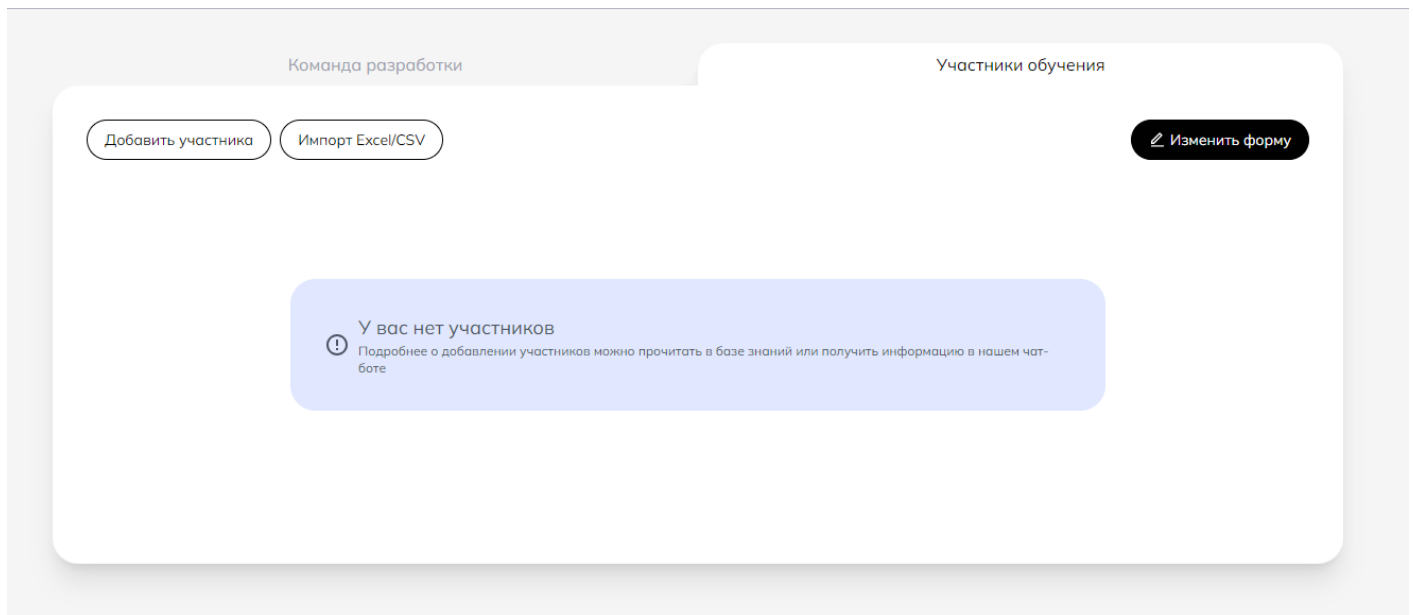 Команда разработки
Участники обучения
Добавить участника
Импорт Excel/CSV
Изменить форму
У вас нет участников
Подробнее о добавлении участников можно прочитать в базе знаний или получить информацию в нашем чат-
боте